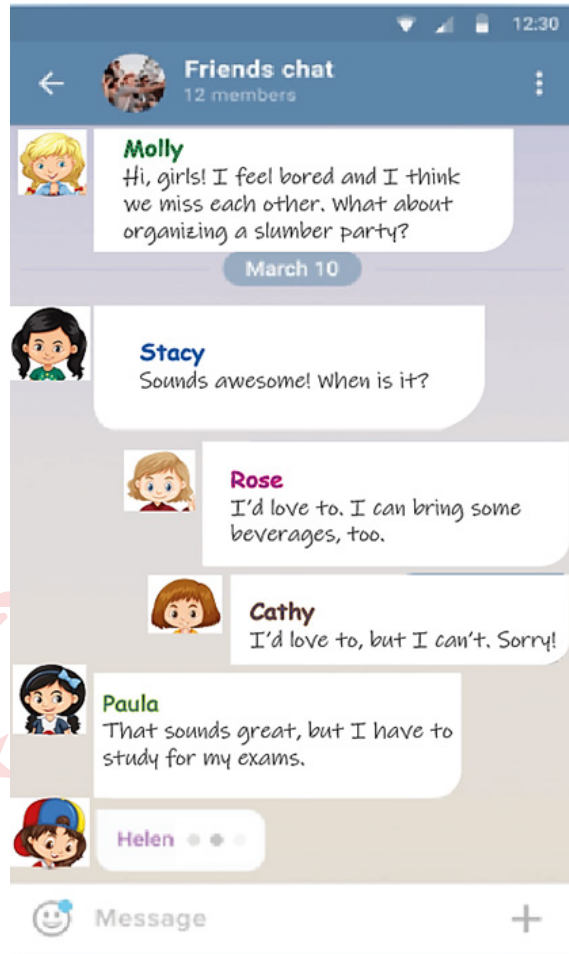 12:30
Friends chat
12 members
Molly
Hi, girls! I feel bored and I think
we miss each other. What about
organizing a slumber party?
March 10
Stacy
Sounds awesome! When is it?
Rose
I'd love to. I can bring some
beverages, too.
Cathy
I'd love to, but I can't. Sorry!
Paula
That sounds great, but I have to
study for my exams.
Helen
Message